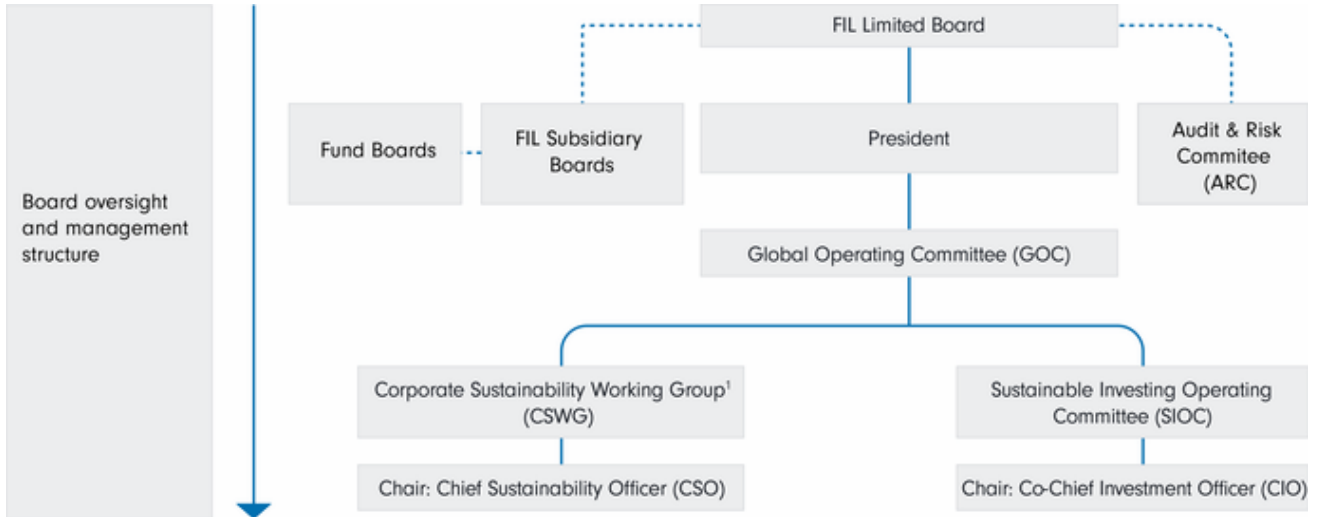 FIL Limited Board
Fund Boards
FIL Subsidiary
Boards
President
Audit & Risk
Commitee
(ARC)
Board oversight
and management
structure
Global Operating Committee (GOC)
Corporate Sustainability Working Group¹
(CSWG)
Sustainable Investing Operating
Committee (SIOC)
Chair: Chief Sustainability Officer (CSO)
Chair: Co-Chief Investment Officer (CIO)